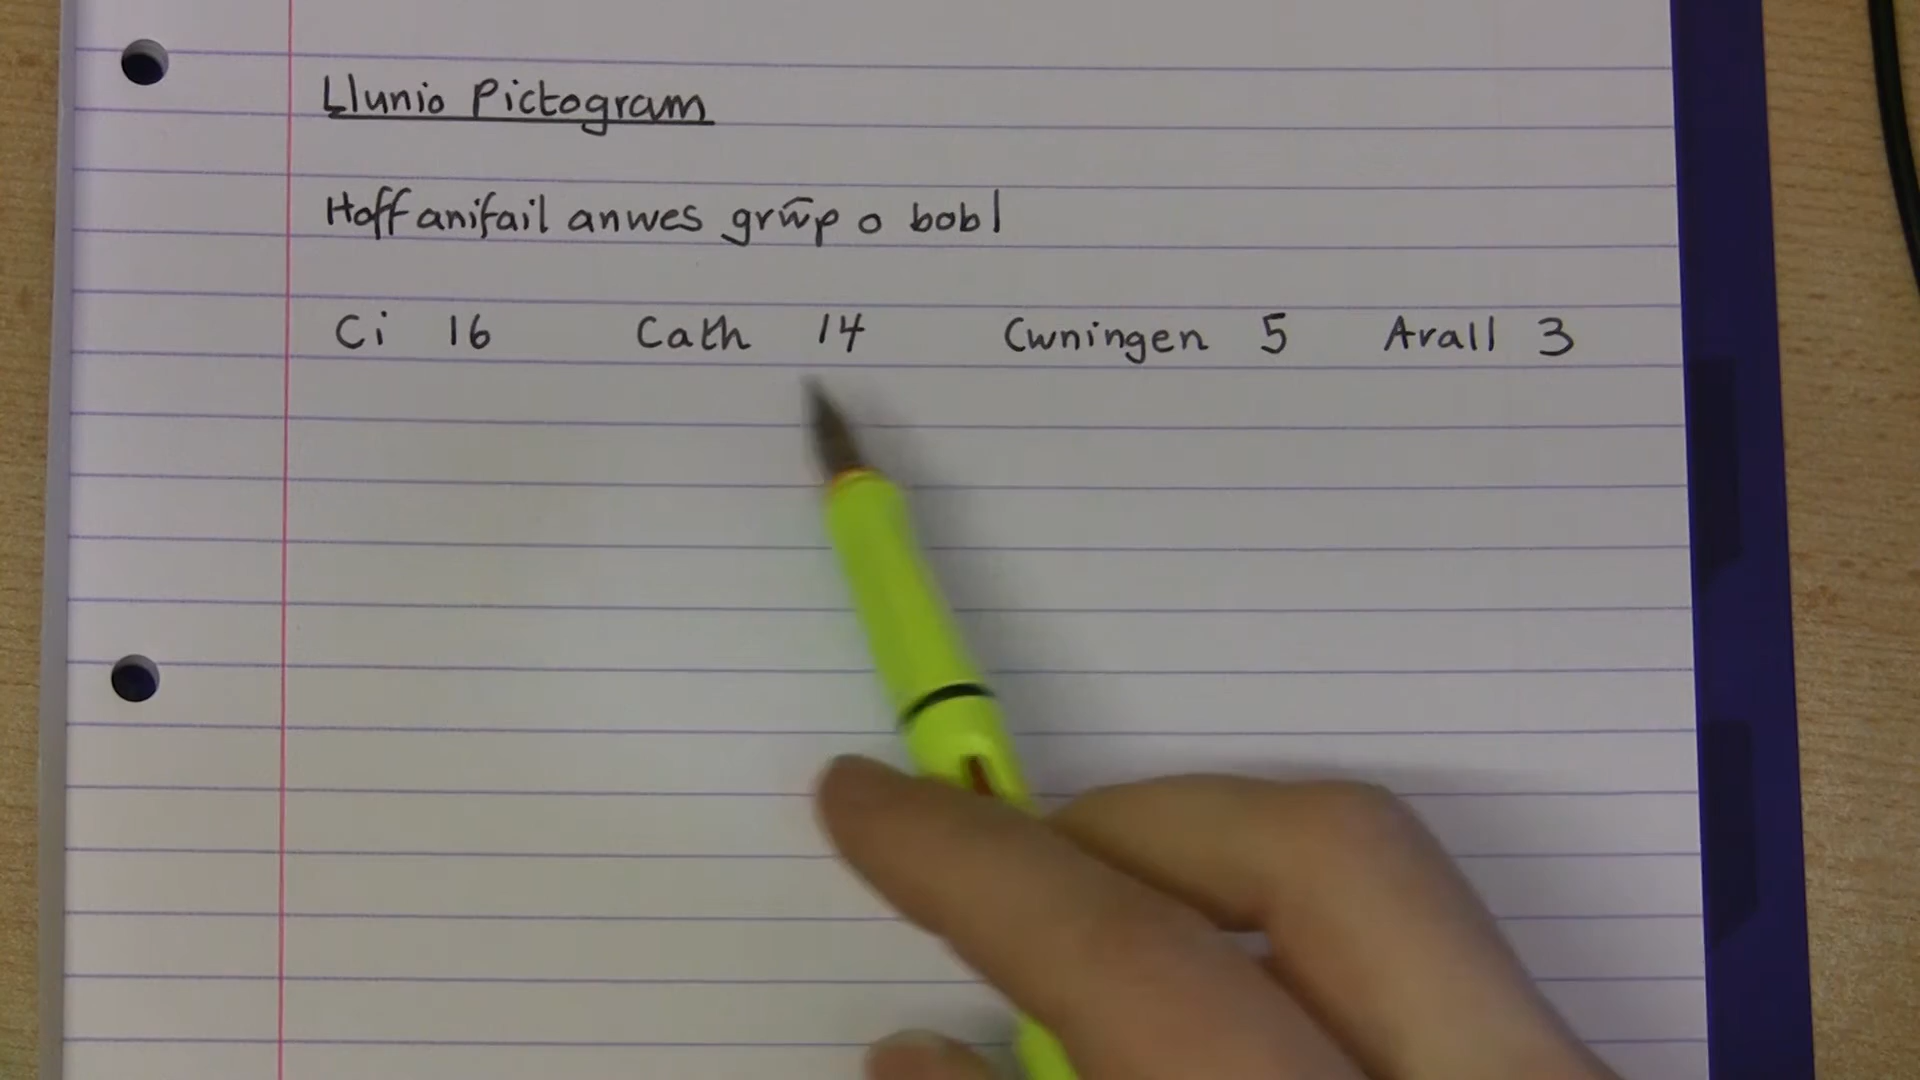 Llunio Pictogram
Hoff anifail anwes grŵp o bobl
Ci 16 Cath 14 Cwningen 5 Arall 3